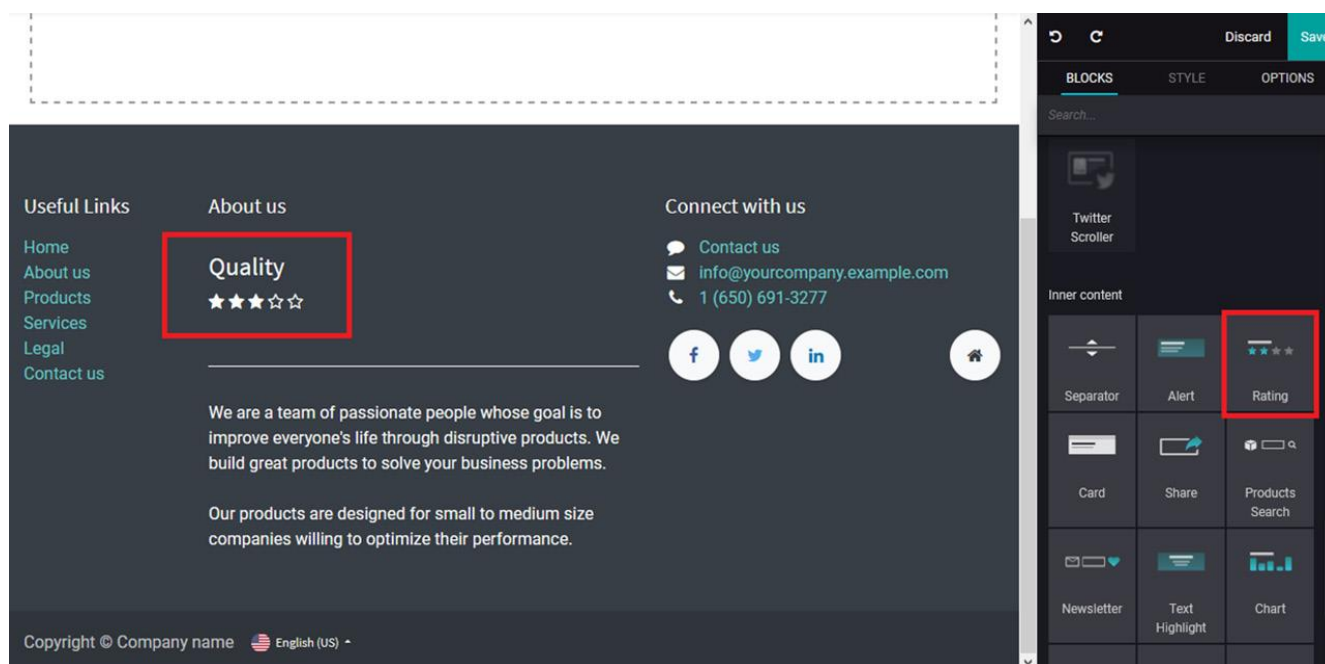 Discard
Save
BLOCKS
STYLE
OPTIONS
Search...
Twitter
Scroller
Inner content
Separator
Alert
Rating
Card
Share
Products
Search
Newsletter
Text
Highlight
Chart
Useful Links
Home
About us
Products
Services
Legal
Contact us
About us
Quality
We are a team of passionate people whose goal is to
improve everyone's life through disruptive products. We
build great products to solve your business problems.
Our products are designed for small to medium size
companies willing to optimize their performance.
Connect with us
Contact us
info@yourcompany.example.com
1 (650) 691-3277
f
in
Copyright © Company name
English (US)